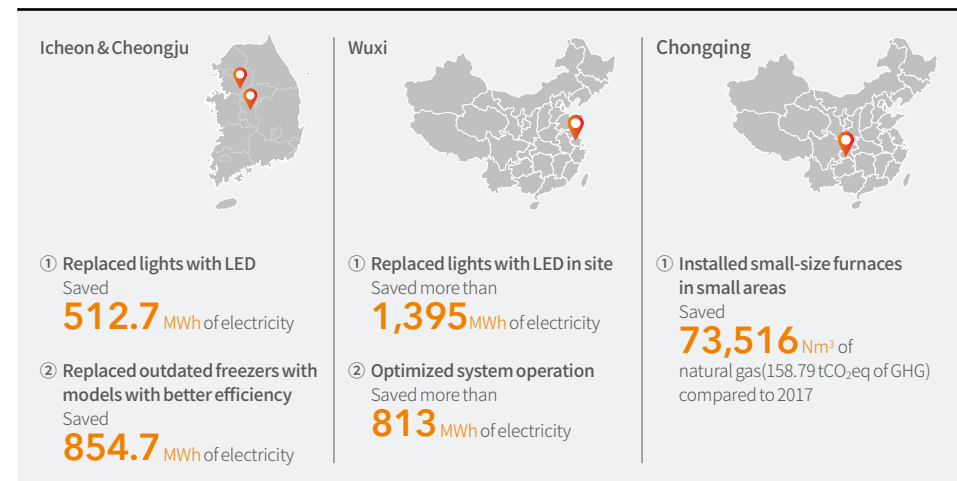 Icheon & Cheongju
① Replaced lights with LED
Saved
512.7 MWh of electricity
② Replaced outdated freezers with
models with better efficiency
Saved
854.7 MWh of electricity
Wuxi
① Replaced lights with LED in site
Saved more than
1,395 MWh of electricity
② Optimized system operation
Saved more than
813 MWh of electricity
Chongqing
① Installed small-size furnaces
in small areas
Saved
73,516 Nm³ of
natural gas(158.79 tCO₂eq of GHG)
compared to 2017